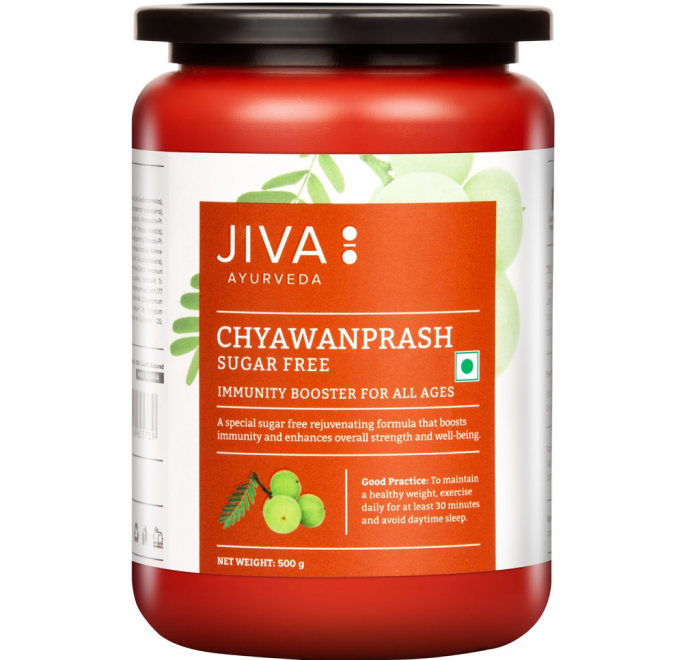 JIVA
AYURVEDA
CHYAWANPRASH
SUGAR FREE
IMMUNITY BOOSTER FOR ALL AGES
A special sugar free rejuvenating formula that boosts
immunity and enhances overall strength and well-being.
Good Practice: To maintain
a healthy weight, exercise
daily for at least 30 minutes
and avoid daytime sleep.
NET WEIGHT: 500 g